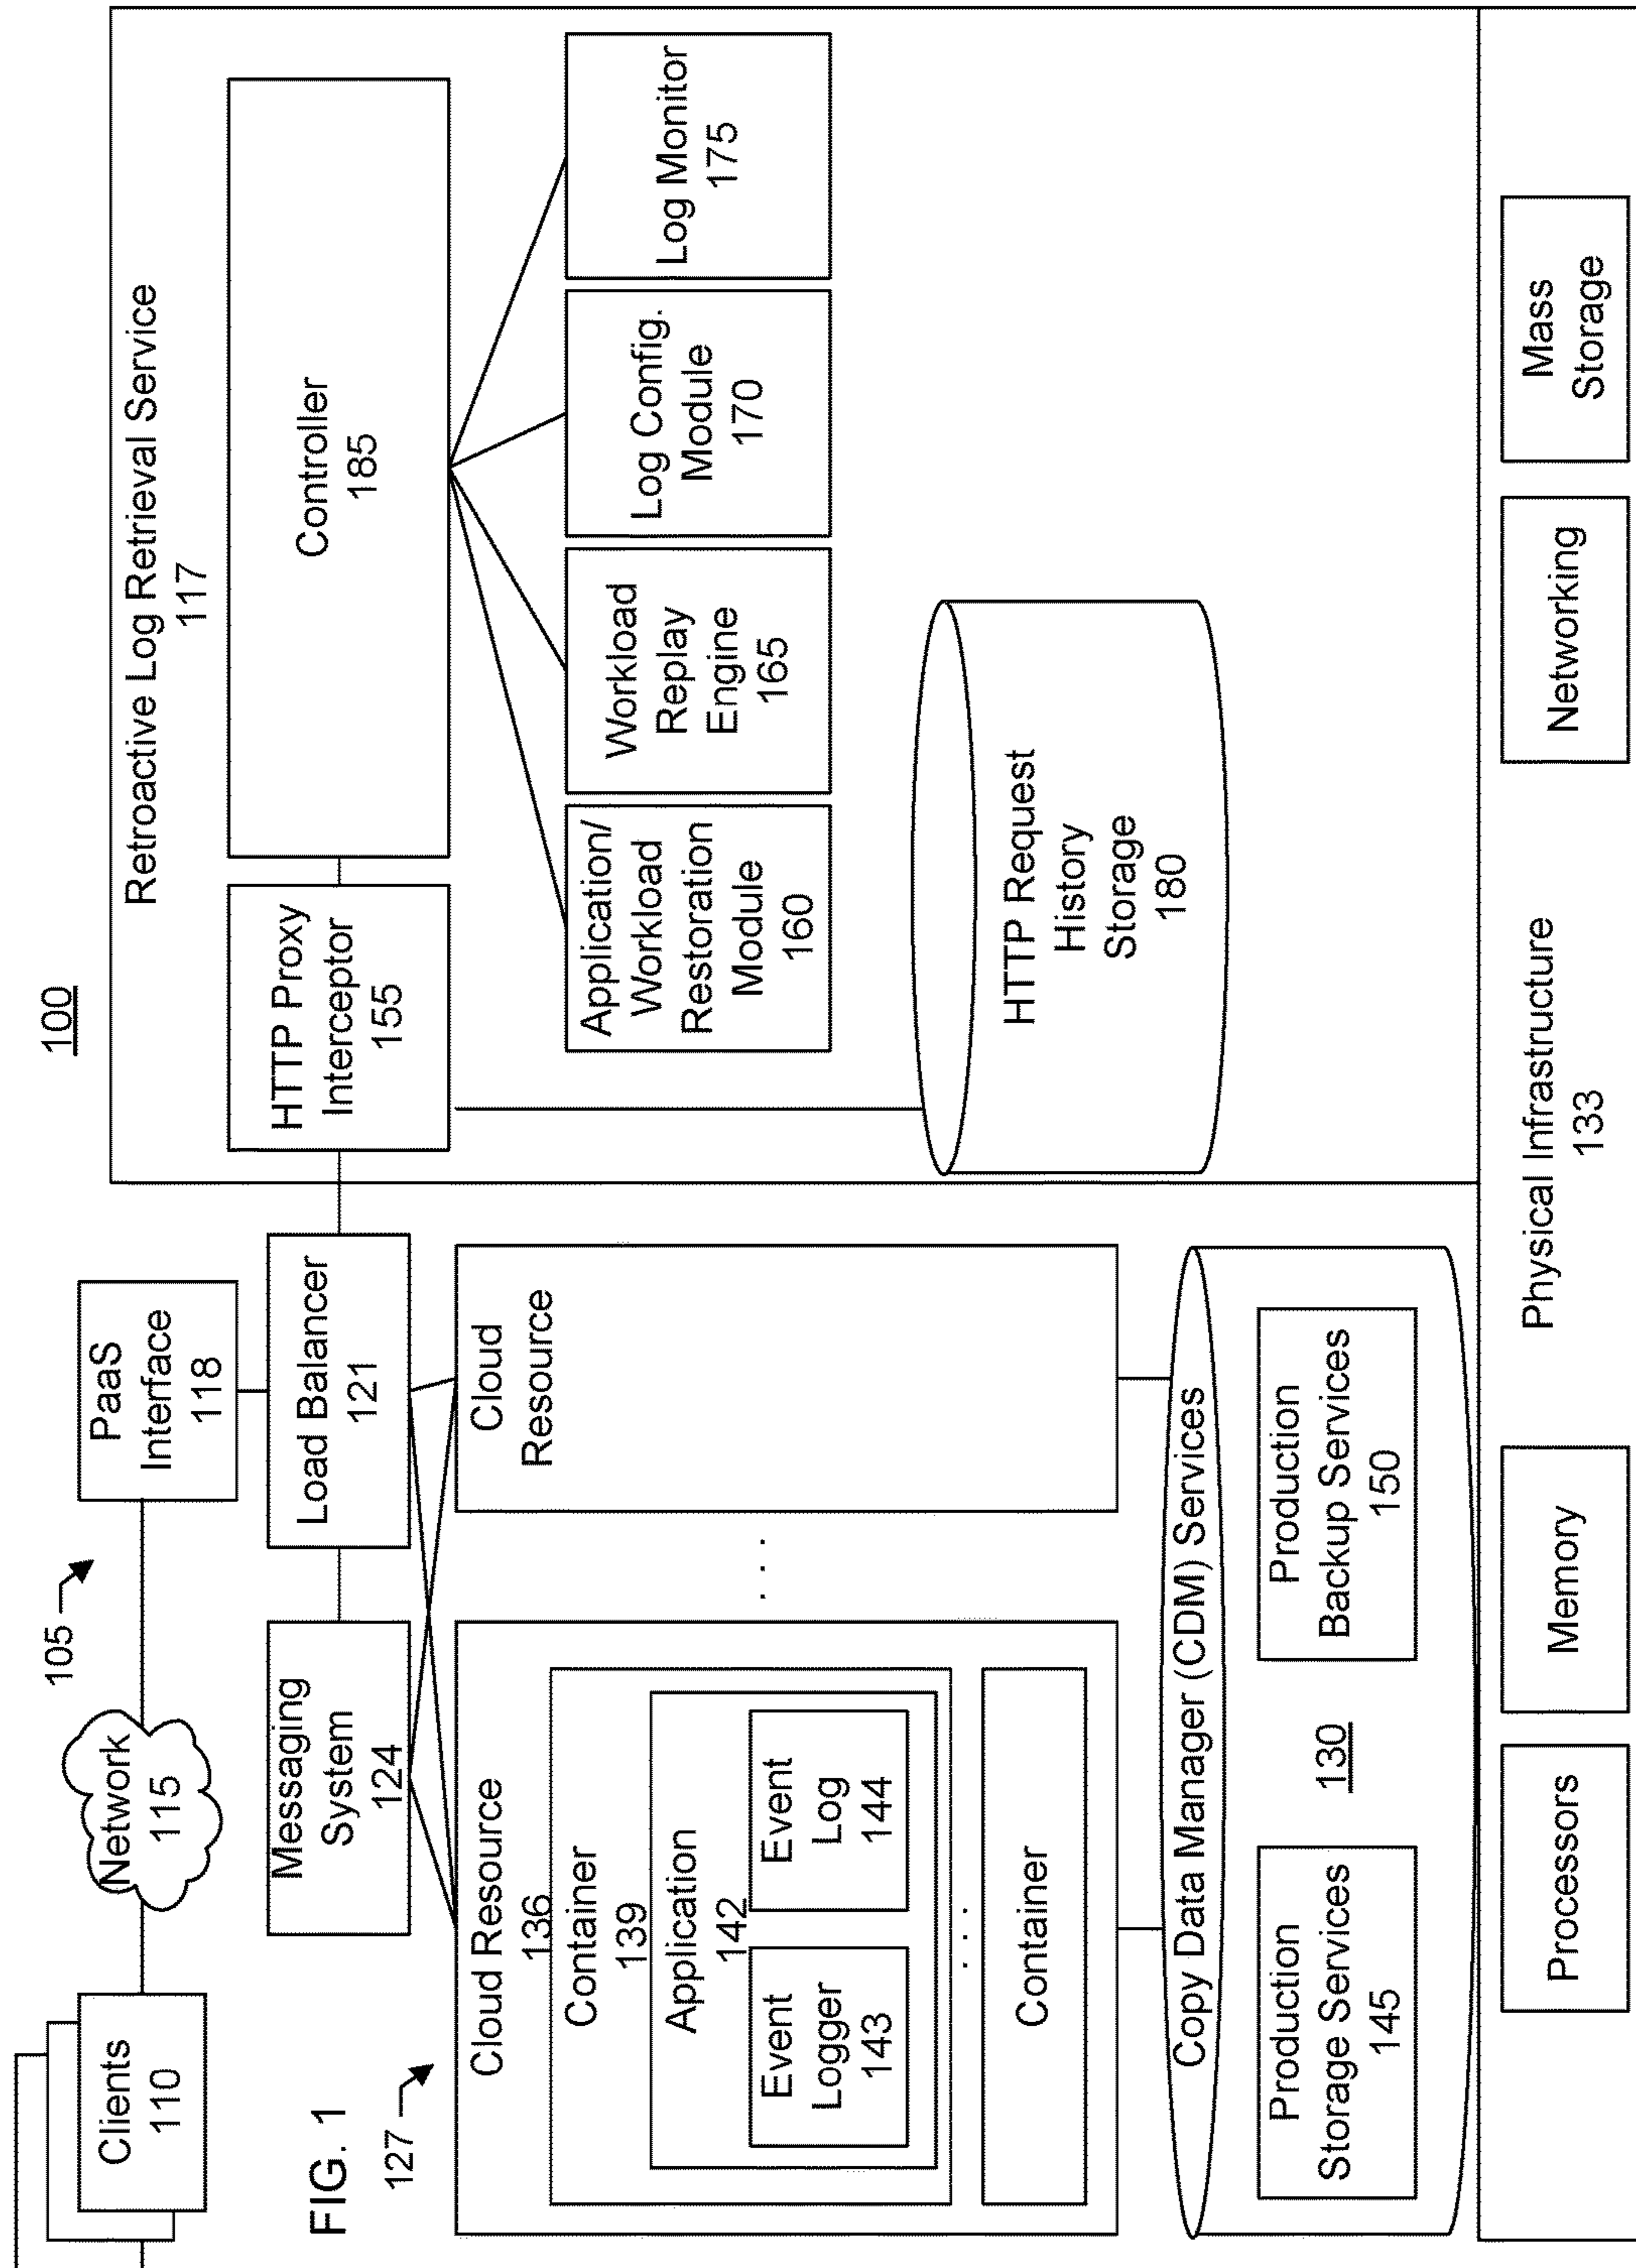 100
105
Clients
110
Network
115
PaaS
Interface
118
FIG. 1
Messaging
System
124
Load Balancer
121
127
Cloud Resource
136
Container
139
Application
142
Event
Logger
143
Event
Log
144
. . .
Container
. . .
Cloud
Resource
Copy Data Manager (CDM) Services
Production
Storage Services
145
130
Production
Backup Services
150
Retroactive Log Retrieval Service
117
HTTP Proxy
Interceptor
155
Controller
185
Application/
Workload
Restoration
Module
160
Workload
Replay
Engine
165
Log Config.
Module
170
Log Monitor
175
HTTP Request
History
Storage
180
Physical Infrastructure
133
Processors
Memory
Networking
Mass
Storage